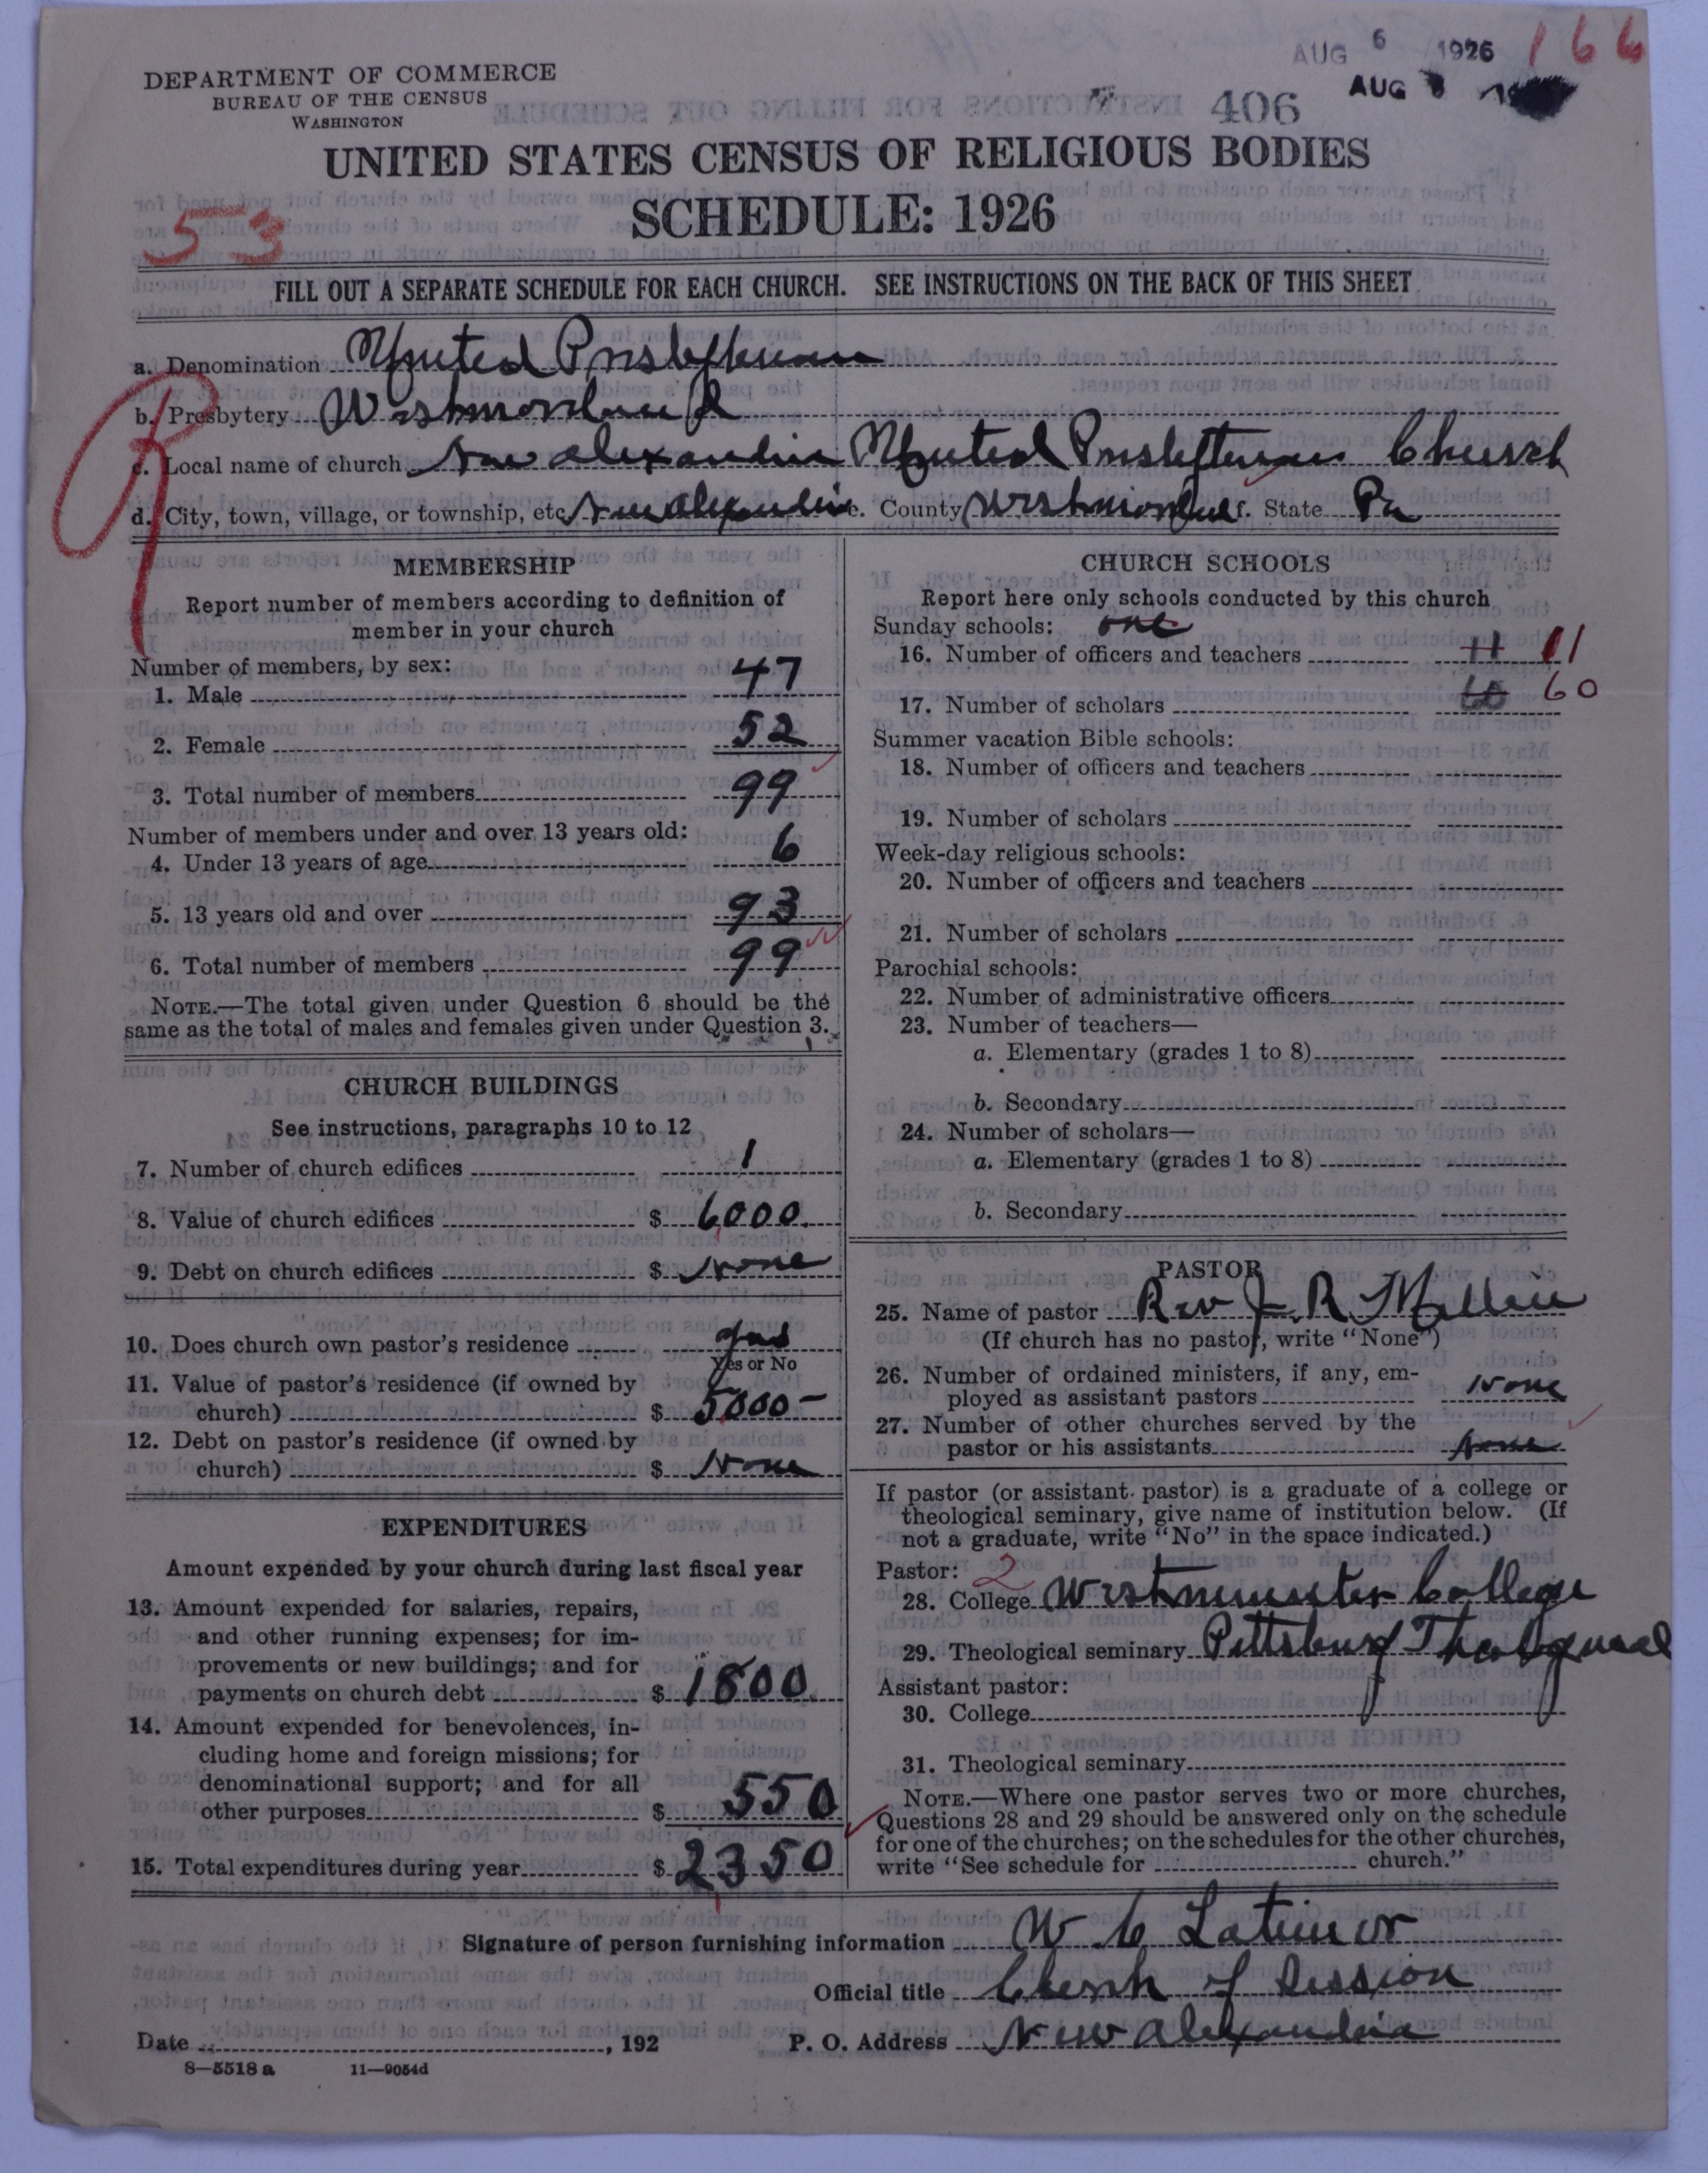 AUG 6 1926 166
AUG 1926
DEPARTMENT OF COMMERCE
BUREAU OF THE CENSUS
WASHINGTON
406
UNITED STATES CENSUS OF RELIGIOUS BODIES
SCHEDULE: 1926
53
FILL OUT A SEPARATE SCHEDULE FOR EACH CHURCH. SEE INSTRUCTIONS ON THE BACK OF THIS SHEET
a. Denomination United Presbyterian
b. Presbytery Westmoreland
R
c. Local name of church New Alexandria United Presbyterian Church
d. City, town, village, or township, etc. New Alexandria e. County Westmoreland f. State Pa
MEMBERSHIP
Report number of members according to definition of
member in your church
Number of members, by sex:
1. Male 47
2. Female 52
3. Total number of members 99
Number of members under and over 13 years old:
4. Under 13 years of age 6
5. 13 years old and over 93
6. Total number of members 99
NOTE.—The total given under Question 6 should be the
same as the total of males and females given under Question 3.
CHURCH BUILDINGS
See instructions, paragraphs 10 to 12
7. Number of church edifices 1
8. Value of church edifices $ 6000
9. Debt on church edifices $ None
10. Does church own pastor's residence yes
Yes or No
11. Value of pastor's residence (if owned by
church) $ 5000-
12. Debt on pastor's residence (if owned by
church) $ None
EXPENDITURES
Amount expended by your church during last fiscal year
13. Amount expended for salaries, repairs,
and other running expenses; for im-
provements or new buildings; and for
payments on church debt $ 1800
14. Amount expended for benevolences, in-
cluding home and foreign missions; for
denominational support; and for all
other purposes $ 550
15. Total expenditures during year $ 2350
CHURCH SCHOOLS
Report here only schools conducted by this church
Sunday schools: one
16. Number of officers and teachers 11 11
17. Number of scholars 60 60
Summer vacation Bible schools:
18. Number of officers and teachers
19. Number of scholars
Week-day religious schools:
20. Number of officers and teachers
21. Number of scholars
Parochial schools:
22. Number of administrative officers
23. Number of teachers—
a. Elementary (grades 1 to 8)
b. Secondary
24. Number of scholars—
a. Elementary (grades 1 to 8)
b. Secondary
PASTOR
25. Name of pastor Rev J. R.
(If church has no pastor, write "None")
26. Number of ordained ministers, if any, em-
ployed as assistant pastors None
27. Number of other churches served by the
pastor or his assistants None
If pastor (or assistant pastor) is a graduate of a college or
theological seminary, give name of institution below. (If
not a graduate, write "No" in the space indicated.)
Pastor: 2
28. College Westminster College
29. Theological seminary Pittsburg Theological
Assistant pastor:
30. College
31. Theological seminary
NOTE.—Where one pastor serves two or more churches,
Questions 28 and 29 should be answered only on the schedule
for one of the churches; on the schedules for the other churches,
write "See schedule for church."
Signature of person furnishing information W C Latimer
Official title Clerk of Session
Date , 192 P. O. Address New Alexandria
8—5518 a 11—9054d